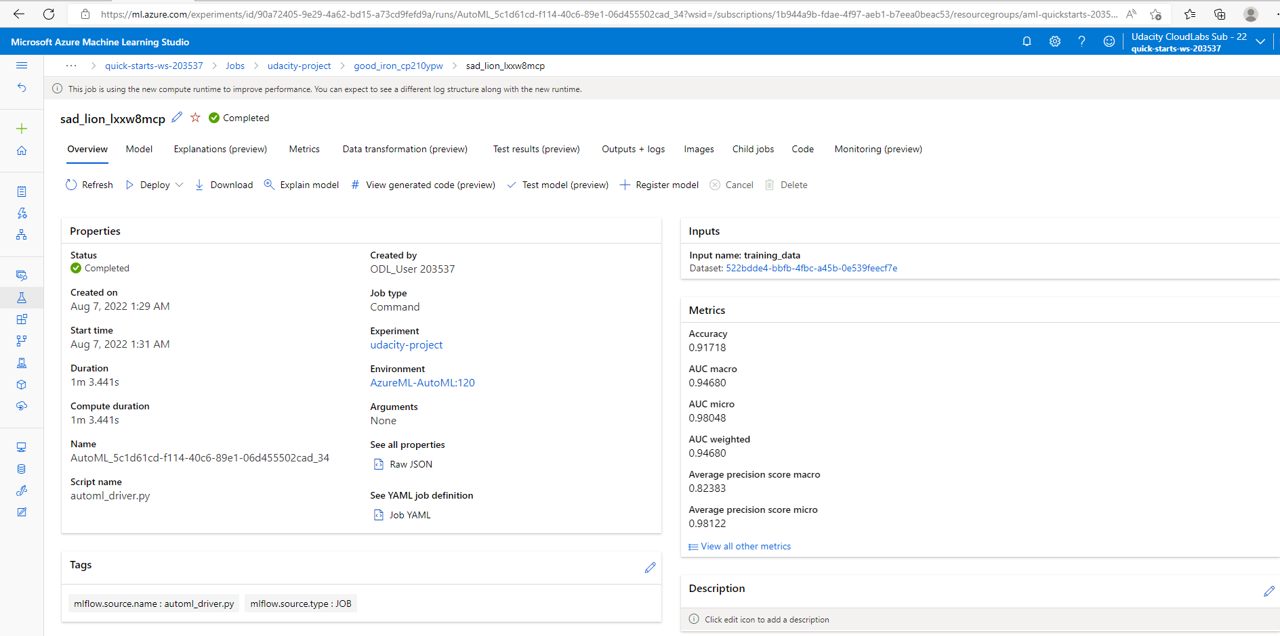 https://ml.azure.com/experiments/id/90a72405-9e29-4a62-bd15-a73cd9fefd9a/runs/AutoML_5c1d61cd-f114-40c6-89e1-06d455502cad_34?wsid=/subscriptions/1b944a9b-fdae-4f97-aeb1-b7eea0beac53/resourcegroups/aml-quickstarts-2035...
Microsoft Azure Machine Learning Studio
Udacity CloudLabs Sub - 22
quick-starts-ws-203537
... > quick-starts-ws-203537 > Jobs > udacity-project > good_iron_cp210ypw > sad_lion_lxxw8mcp
This job is using the new compute runtime to improve performance. You can expect to see a different log structure along with the new runtime.
sad_lion_lxxw8mcp Completed
Overview Model Explanations (preview) Metrics Data transformation (preview) Test results (preview) Outputs + logs Images Child jobs Code Monitoring (preview)
Refresh Deploy Download Explain model # View generated code (preview) Test model (preview) Register model Cancel Delete
Properties
Status
Completed
Created on
Aug 7, 2022 1:29 AM
Start time
Aug 7, 2022 1:31 AM
Duration
1m 3.441s
Compute duration
1m 3.441s
Name
AutoML_5c1d61cd-f114-40c6-89e1-06d455502cad_34
Script name
automl_driver.py
Created by
ODL_User 203537
Job type
Command
Experiment
udacity-project
Environment
AzureML-AutoML:120
Arguments
None
See all properties
Raw JSON
See YAML job definition
Job YAML
Tags
mlflow.source.name : automl_driver.py mlflow.source.type : JOB
Inputs
Input name: training_data
Dataset: 522bdde4-bbfb-4fbc-a45b-0e539feecf7e
Metrics
Accuracy
0.91718
AUC macro
0.94680
AUC micro
0.98048
AUC weighted
0.94680
Average precision score macro
0.82383
Average precision score micro
0.98122
View all other metrics
Description
Click edit icon to add a description